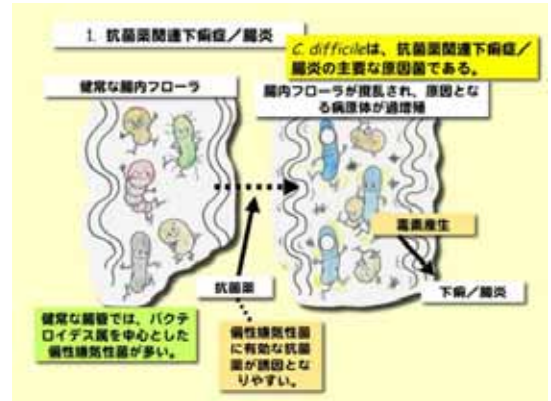 1. 抗菌薬関連下痢症／腸炎
C. difficileは、抗菌薬関連下痢症／
腸炎の主要な原因菌である。
健常な腸内フローラ
腸内フローラが撹乱され、原因とな
る病原体が過増殖
毒素産生
抗菌薬
下痢／腸炎
健常な腸管では、バクテ
ロイデス属を中心とした
偏性嫌気性菌が多い。
偏性嫌気性菌
に有効な抗菌
薬が誘因となり
やすい。